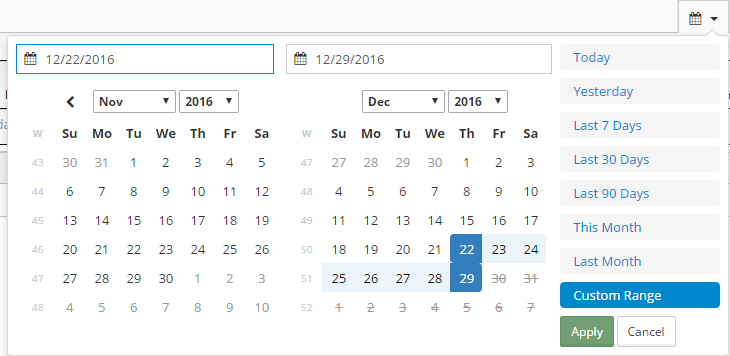 12/22/2016 12/29/2016 Today
Yesterday
Nov 2016 Dec 2016
W Su Mo Tu We Th Fr Sa W Su Mo Tu We Th Fr Sa
Last 7 Days
43 30 31 1 2 3 4 5 47 27 28 29 30 1 2 3
Last 30 Days
44 6 7 8 9 10 11 12 48 4 5 6 7 8 9 10
Last 90 Days
45 13 14 15 16 17 18 19 49 11 12 13 14 15 16 17
This Month
46 20 21 22 23 24 25 26 50 18 19 20 21 22 23 24
Last Month
47 27 28 29 30 1 2 3 51 25 26 27 28 29 30 31
Custom Range
48 4 5 6 7 8 9 10 52 1 2 3 4 5 6 7
Apply Cancel